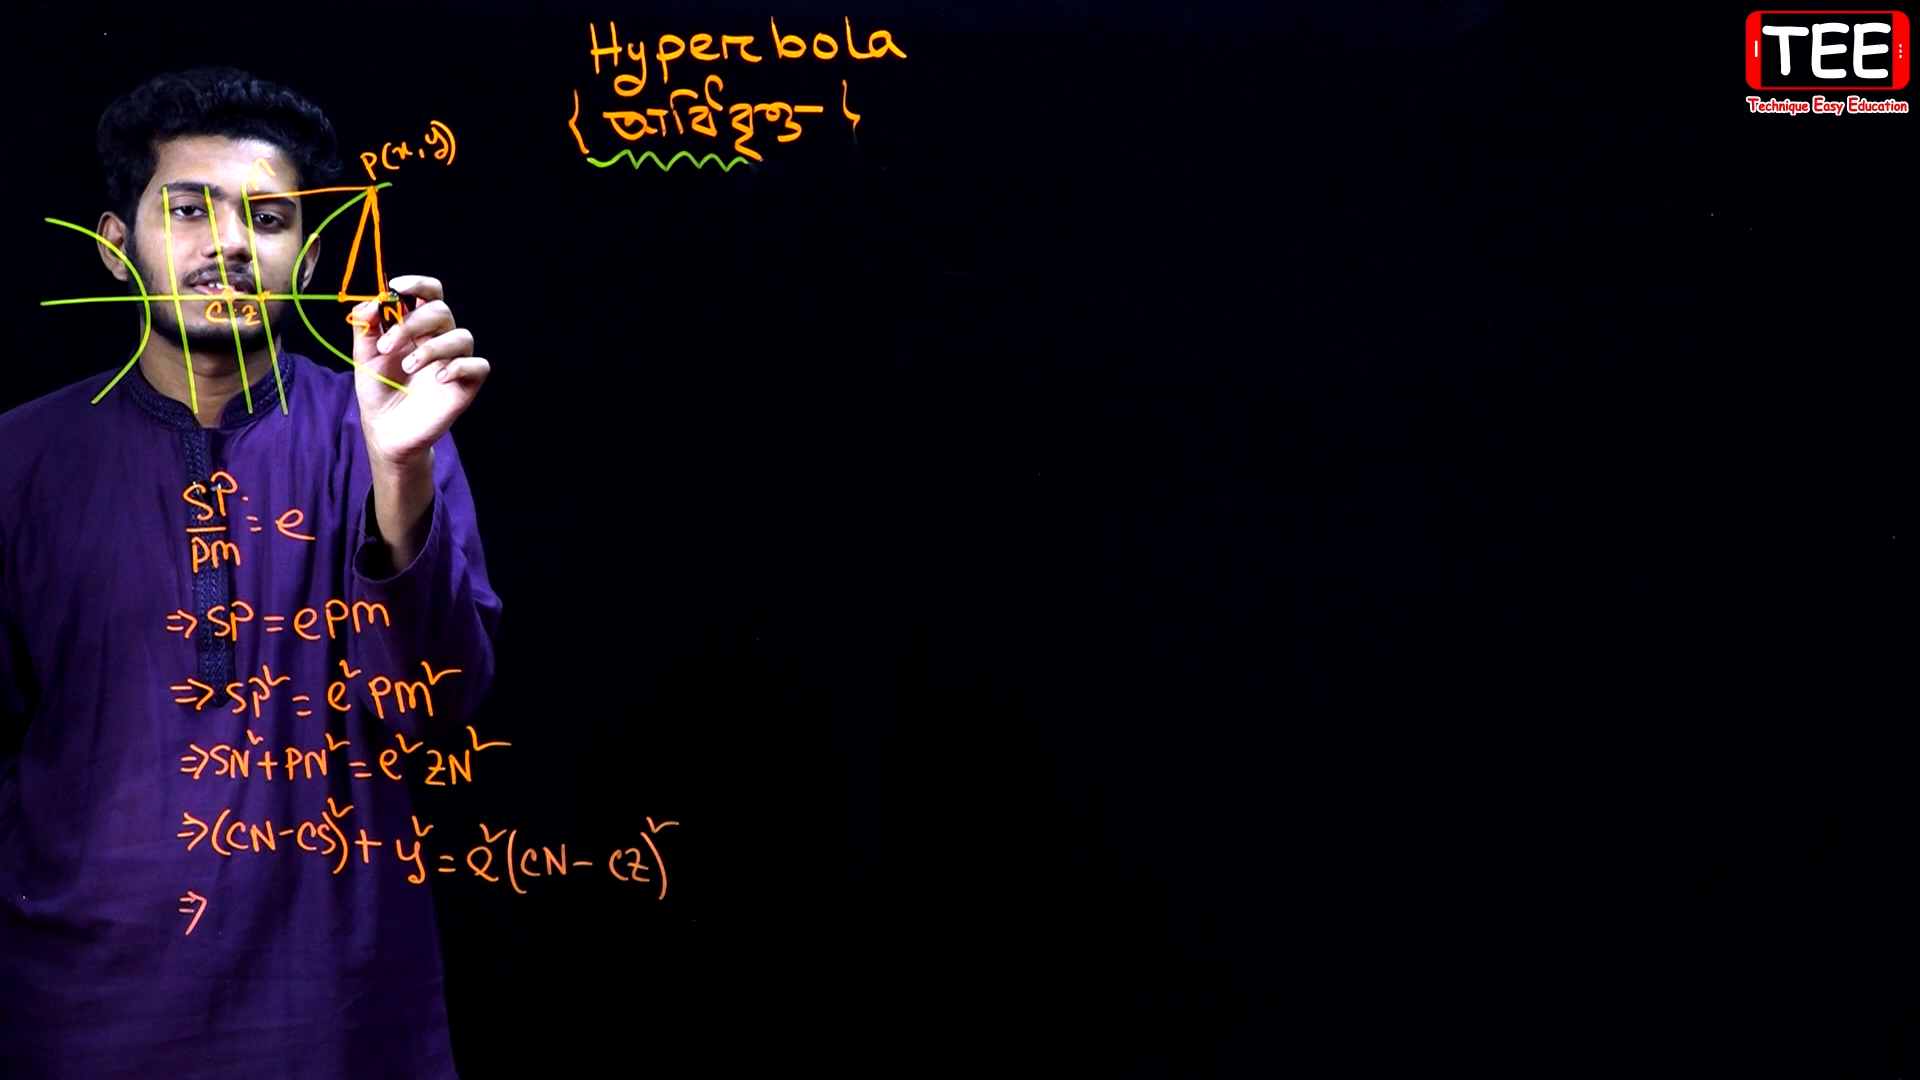 Hyperbola
{অধিবৃত্ত}
TEE
Technique Easy Education
P(x,y)
C Z S N
SP/PM = e
⇒ SP = ePM
⇒ SP² = e² PM²
⇒ SN² + PN² = e² ZN²
⇒ (CN - CS)² + y² = e² (CN - CZ)²
⇒